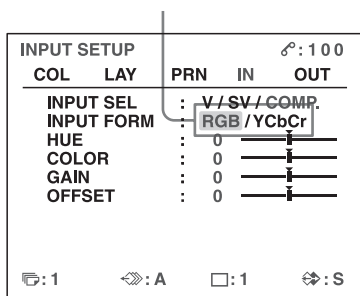 INPUT SETUP :100
COL LAY PRN IN OUT
INPUT SEL : V / SV / COMP.
INPUT FORM : RGB / YCbCr
HUE : 0
COLOR : 0
GAIN : 0
OFFSET : 0
:1 :A :1 :S